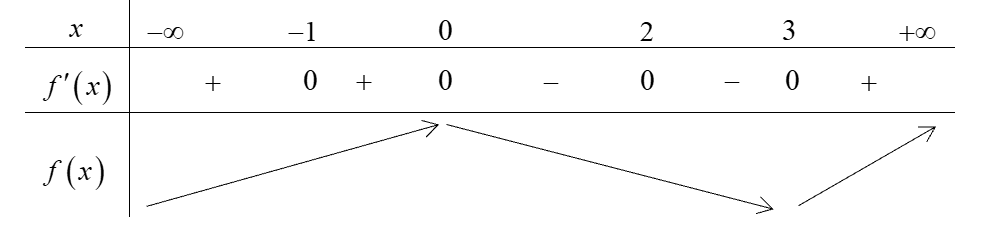 x –∞ –1 0 2 3 +∞
f′(x) + 0 + 0 – 0 – 0 +
f(x)